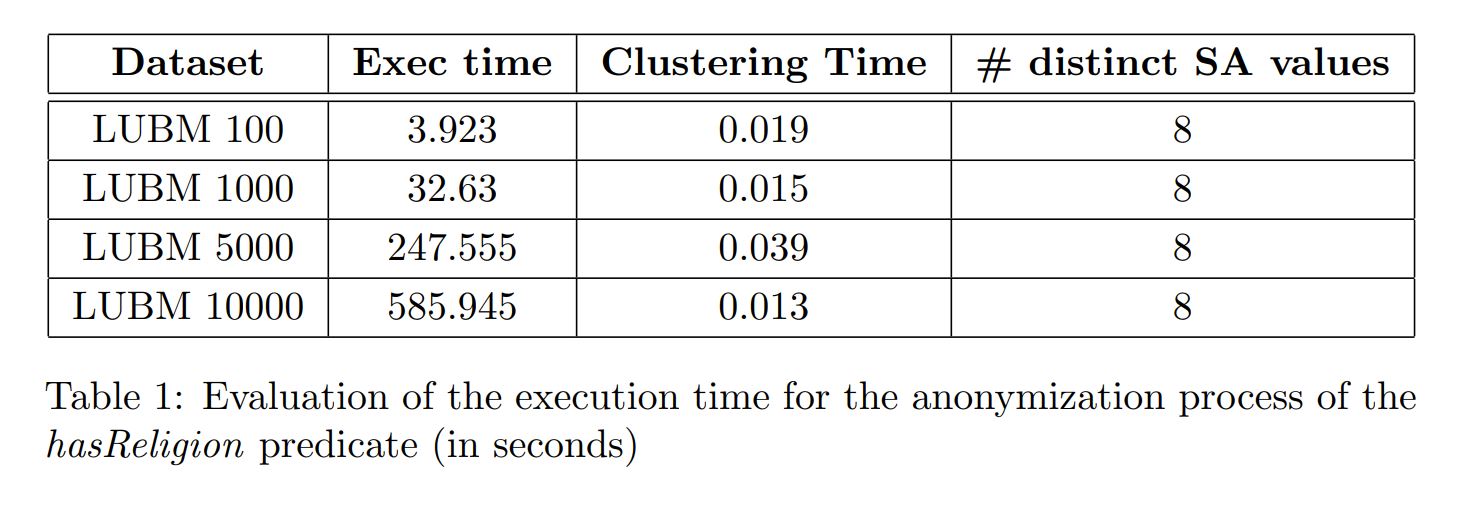 Dataset Exec time Clustering Time # distinct SA values
LUBM 100 3.923 0.019 8
LUBM 1000 32.63 0.015 8
LUBM 5000 247.555 0.039 8
LUBM 10000 585.945 0.013 8
Table 1: Evaluation of the execution time for the anonymization process of the
hasReligion predicate (in seconds)